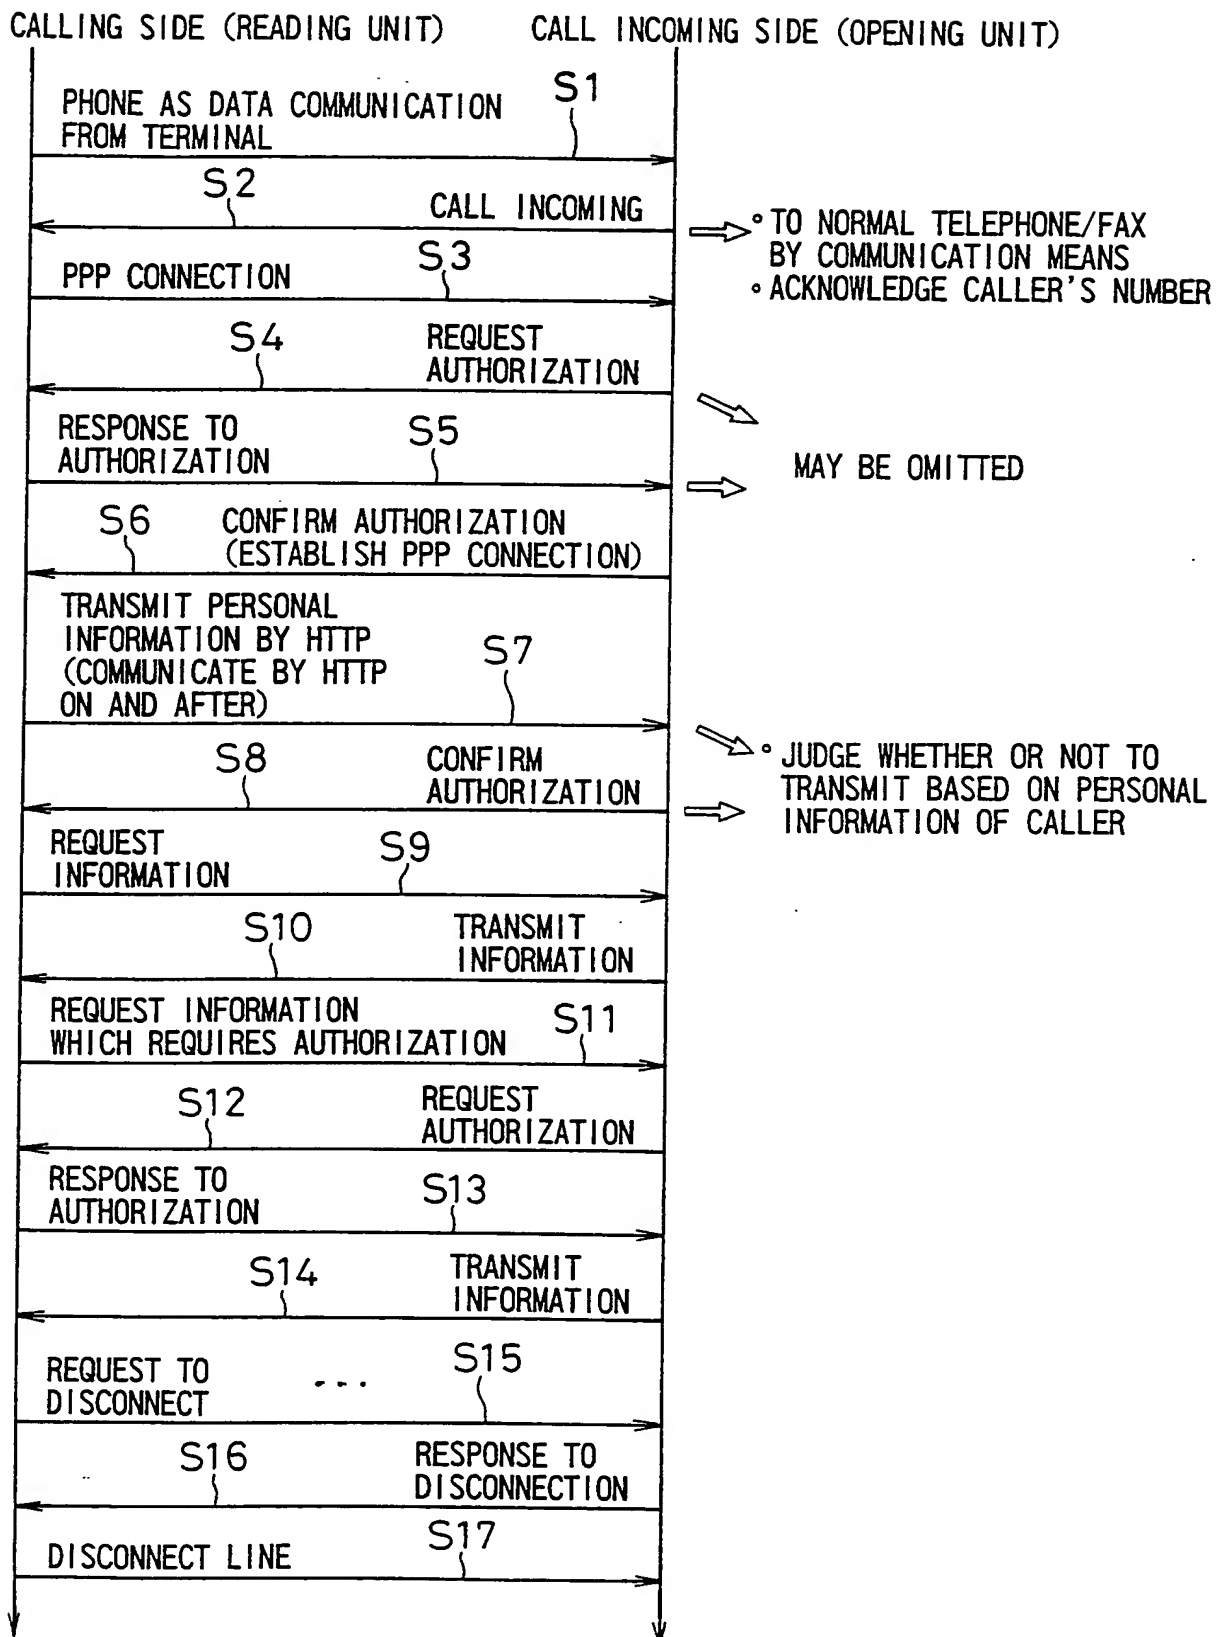 CALLING SIDE (READING UNIT) CALL INCOMING SIDE (OPENING UNIT)
S1
PHONE AS DATA COMMUNICATION
FROM TERMINAL
S2
CALL INCOMING
° TO NORMAL TELEPHONE/FAX
BY COMMUNICATION MEANS
° ACKNOWLEDGE CALLER'S NUMBER
PPP CONNECTION
S3
S4
REQUEST
AUTHORIZATION
RESPONSE TO
AUTHORIZATION
S5
MAY BE OMITTED
S6
CONFIRM AUTHORIZATION
(ESTABLISH PPP CONNECTION)
TRANSMIT PERSONAL
INFORMATION BY HTTP
(COMMUNICATE BY HTTP
ON AND AFTER)
S7
S8
CONFIRM
AUTHORIZATION
° JUDGE WHETHER OR NOT TO
TRANSMIT BASED ON PERSONAL
INFORMATION OF CALLER
REQUEST
INFORMATION
S9
S10
TRANSMIT
INFORMATION
REQUEST INFORMATION
WHICH REQUIRES AUTHORIZATION
S11
S12
REQUEST
AUTHORIZATION
RESPONSE TO
AUTHORIZATION
S13
S14
TRANSMIT
INFORMATION
REQUEST TO
DISCONNECT
...
S15
S16
RESPONSE TO
DISCONNECTION
DISCONNECT LINE
S17